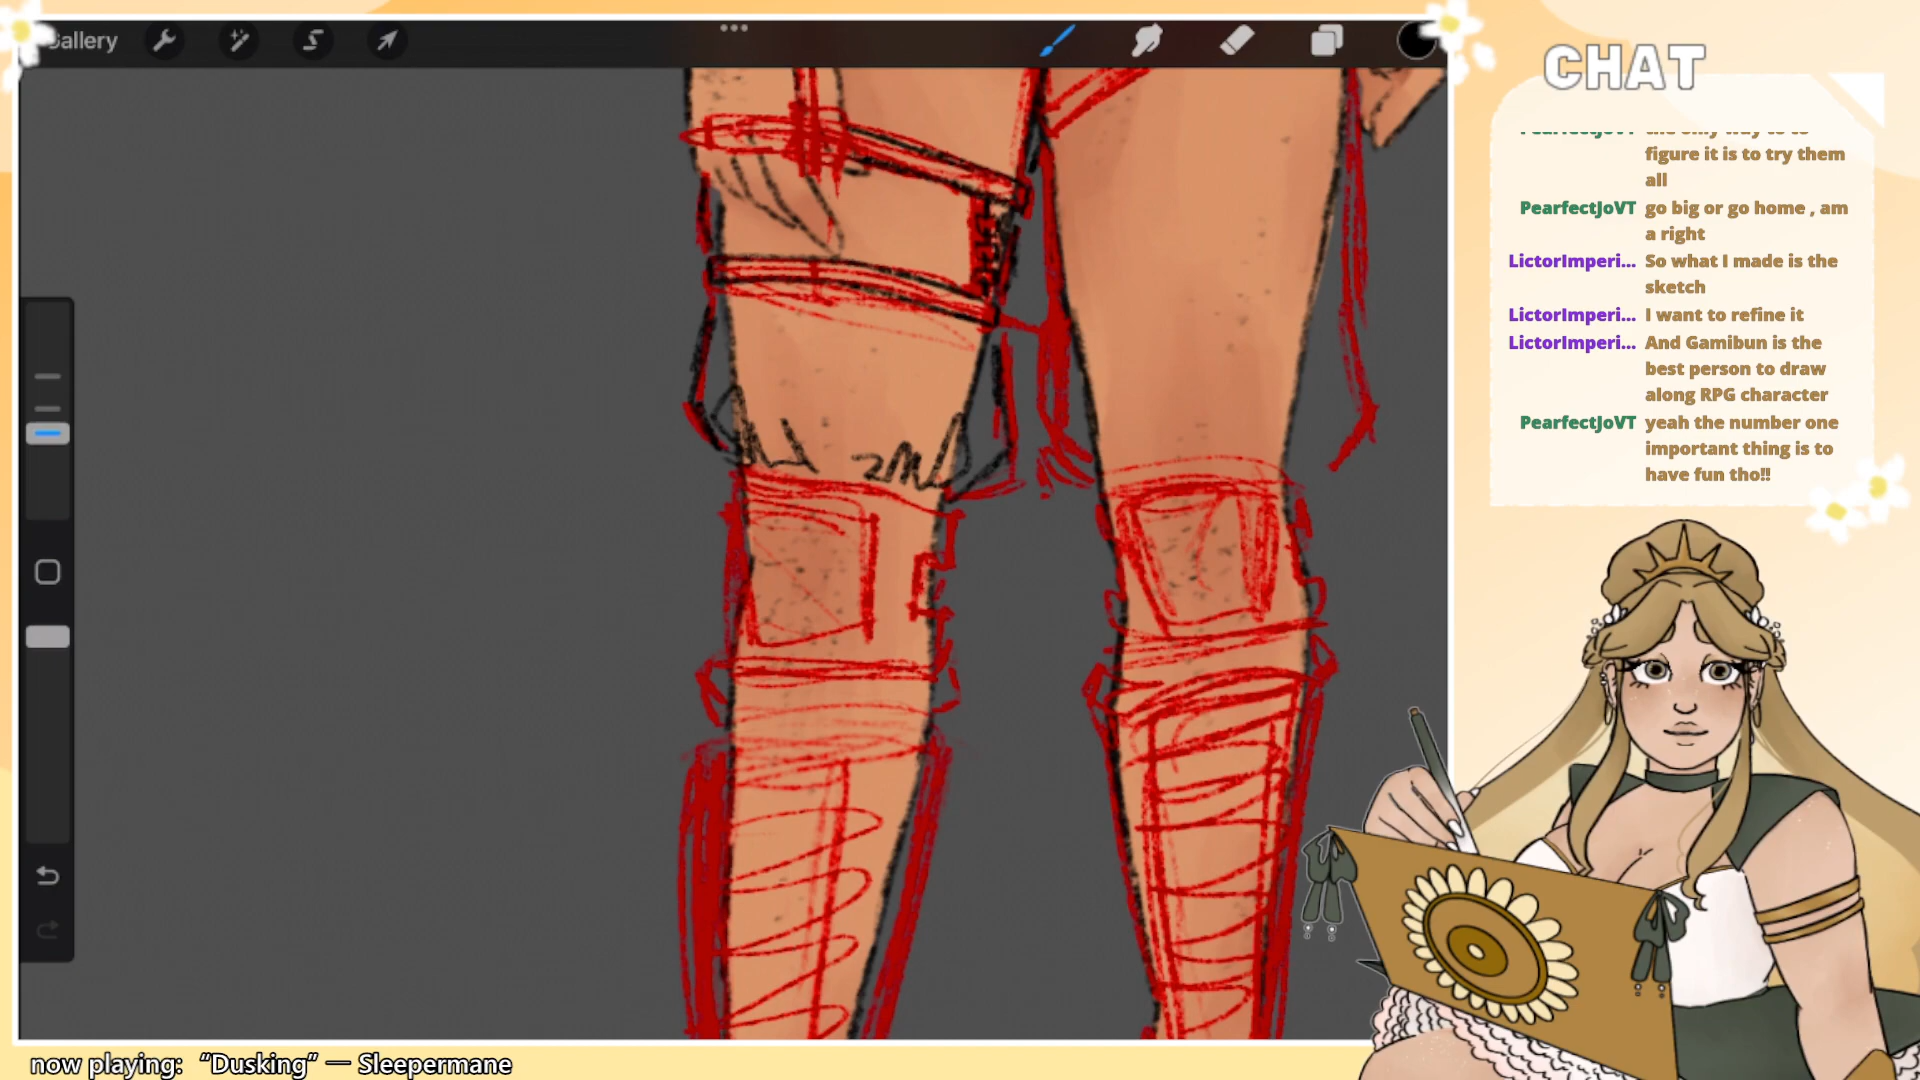 Gallery
CHAT
figure it is to try them
all
PearfectJoVT go big or go home , am
a right
LictorImperi... So what I made is the
sketch
LictorImperi... I want to refine it
LictorImperi... And Gamibun is the
best person to draw
along RPG character
PearfectJoVT yeah the number one
important thing is to
have fun tho!!
now playing: “Dusking” — Sleepermane